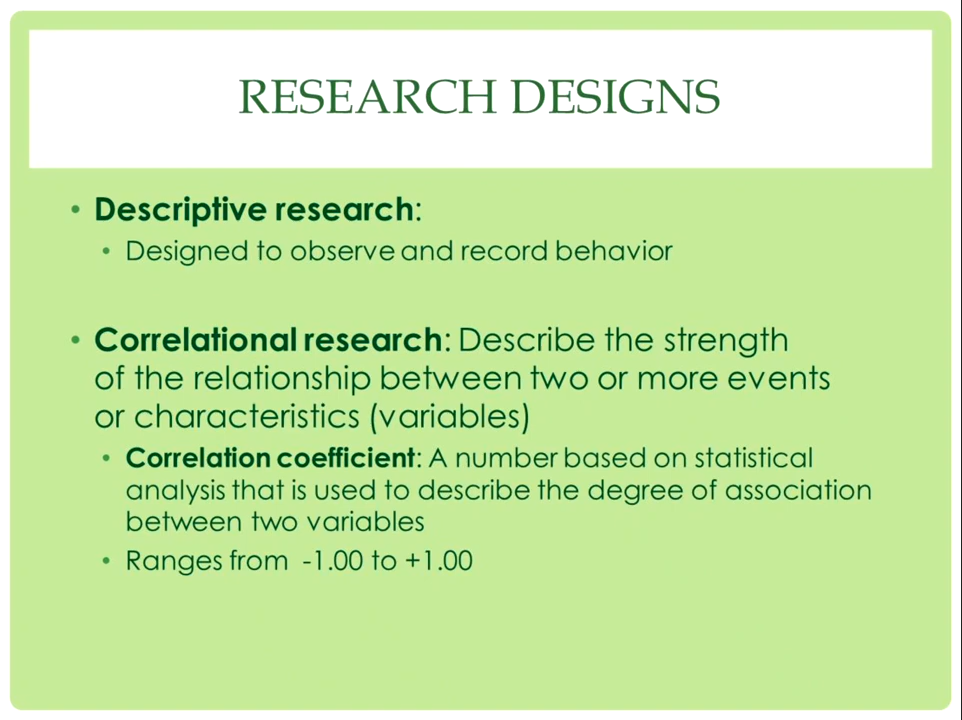 RESEARCH DESIGNS
• Descriptive research:
• Designed to observe and record behavior
• Correlational research: Describe the strength
of the relationship between two or more events
or characteristics (variables)
• Correlation coefficient: A number based on statistical
analysis that is used to describe the degree of association
between two variables
• Ranges from -1.00 to +1.00